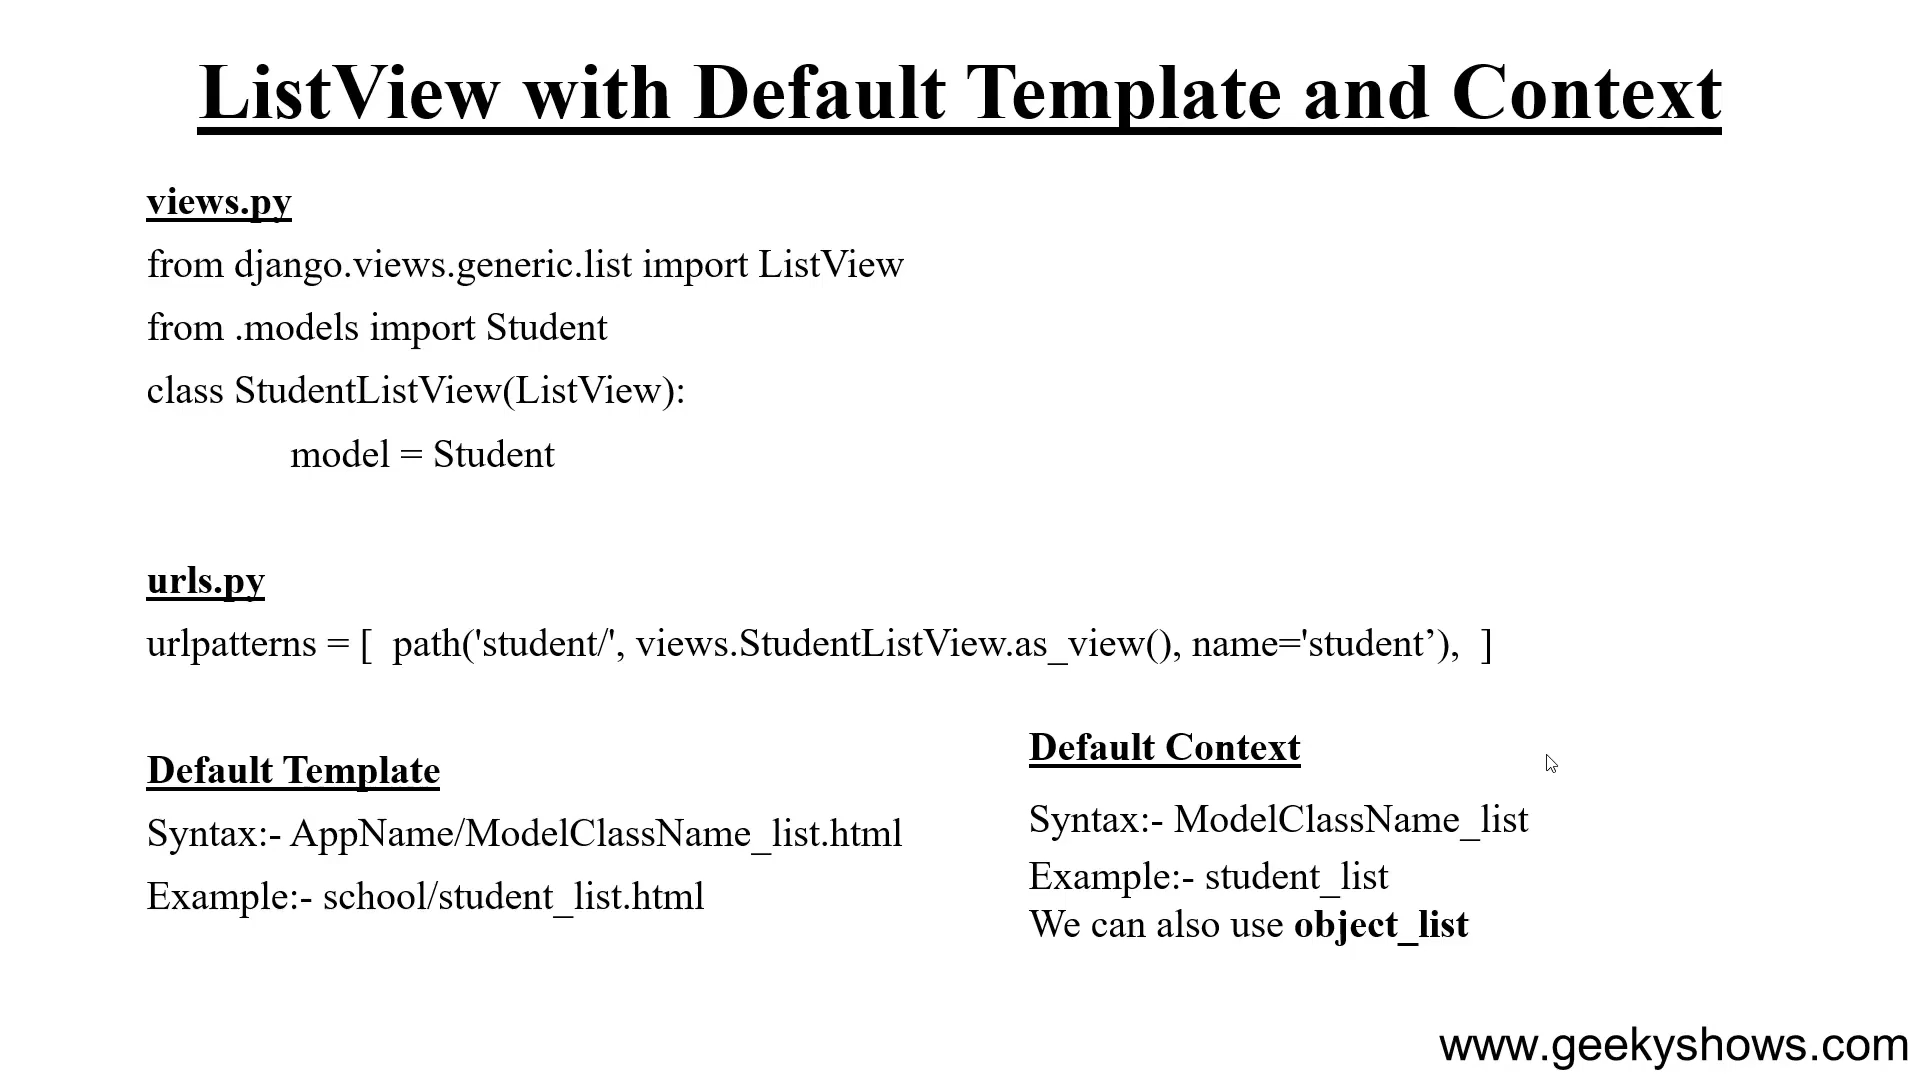 ListView with Default Template and Context
views.py
from django.views.generic.list import ListView
from .models import Student
class StudentListView(ListView):
model = Student
urls.py
urlpatterns = [  path('student/', views.StudentListView.as_view(), name='student’),  ]
Default Template
Syntax:- AppName/ModelClassName_list.html
Example:- school/student_list.html
Default Context
Syntax:- ModelClassName_list
Example:- student_list
We can also use object_list
www.geekyshows.com